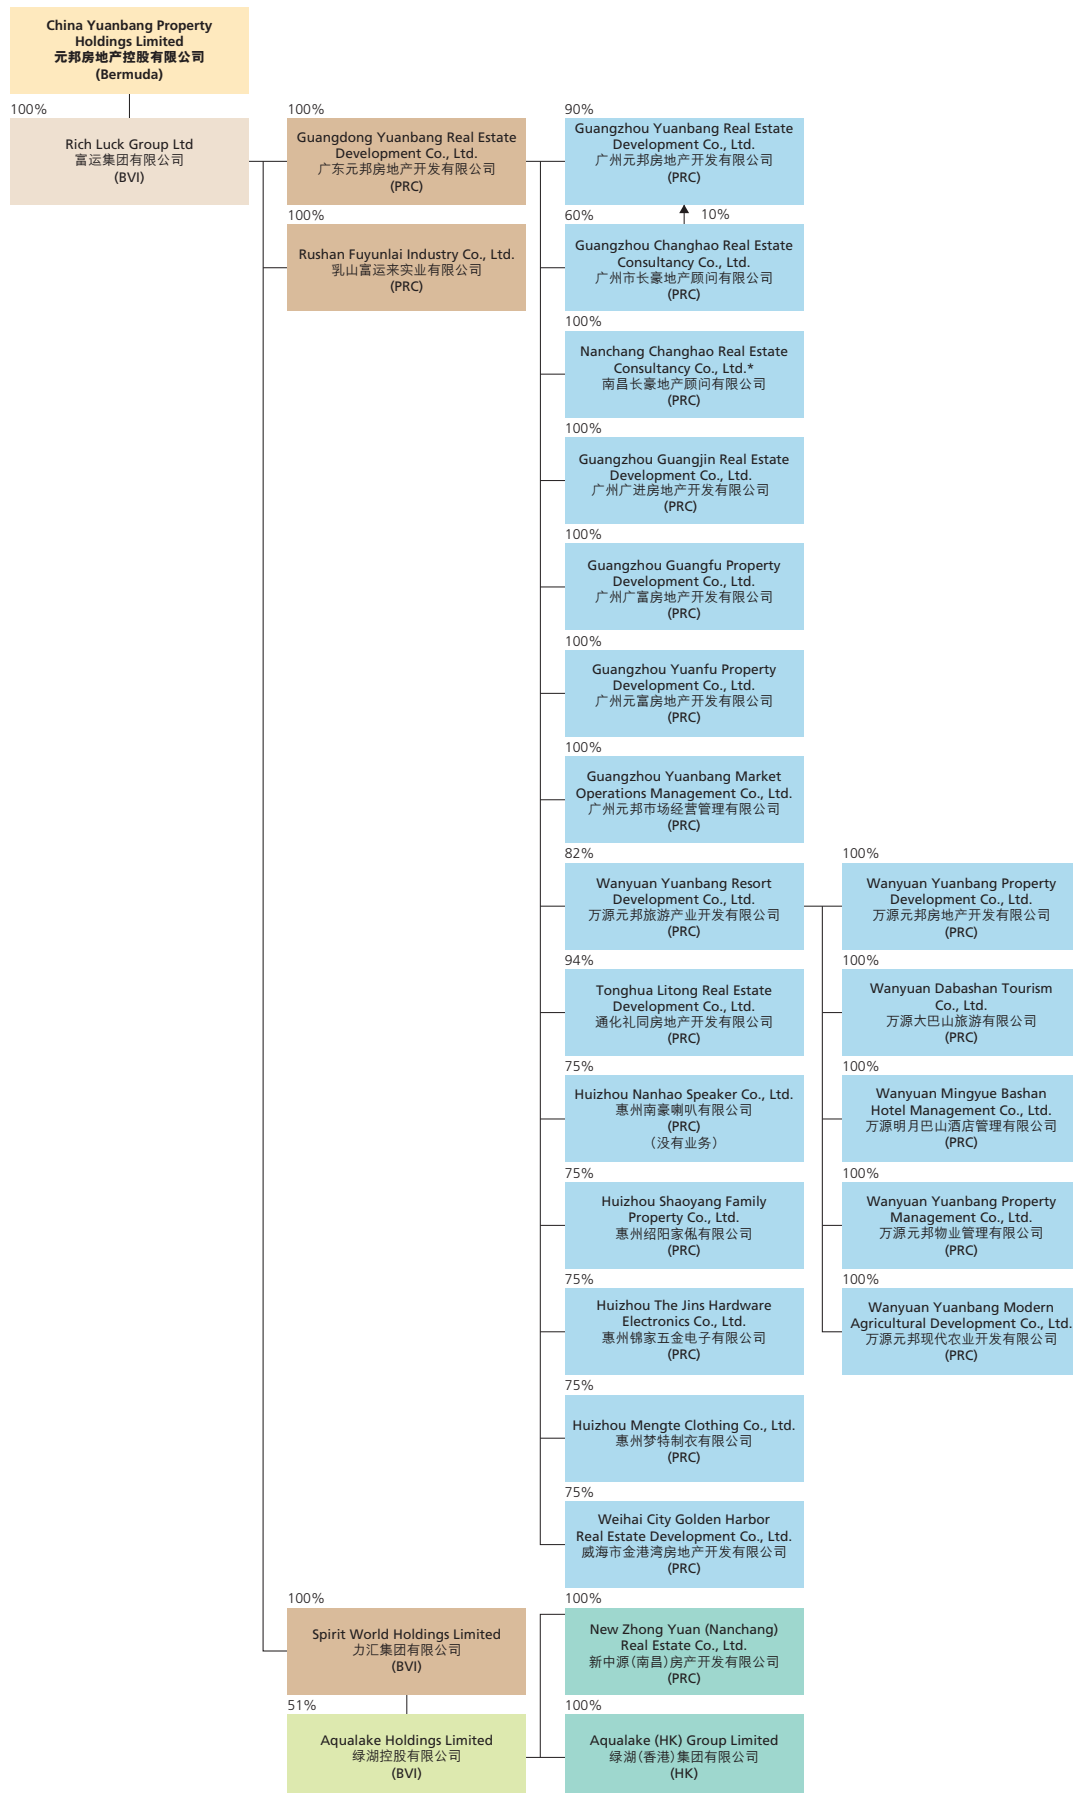 China Yuanbang Property
Holdings Limited
元邦房地产控股有限公司
(Bermuda)
100%
Rich Luck Group Ltd
富运集团有限公司
(BVI)
100%
Guangdong Yuanbang Real Estate
Development Co., Ltd.
广东元邦房地产开发有限公司
(PRC)
100%
Rushan Fuyunlai Industry Co., Ltd.
乳山富运来实业有限公司
(PRC)
90%
Guangzhou Yuanbang Real Estate
Development Co., Ltd.
广州元邦房地产开发有限公司
(PRC)
10%
60%
Guangzhou Changhao Real Estate
Consultancy Co., Ltd.
广州市长豪地产顾问有限公司
(PRC)
100%
Nanchang Changhao Real Estate
Consultancy Co., Ltd.*
南昌长豪地产顾问有限公司
(PRC)
100%
Guangzhou Guangjin Real Estate
Development Co., Ltd.
广州广进房地产开发有限公司
(PRC)
100%
Guangzhou Guangfu Property
Development Co., Ltd.
广州广富房地产开发有限公司
(PRC)
100%
Guangzhou Yuanfu Property
Development Co., Ltd.
广州元富房地产开发有限公司
(PRC)
100%
Guangzhou Yuanbang Market
Operations Management Co., Ltd.
广州元邦市场经营管理有限公司
(PRC)
82%
Wanyuan Yuanbang Resort
Development Co., Ltd.
万源元邦旅游产业开发有限公司
(PRC)
94%
Tonghua Litong Real Estate
Development Co., Ltd.
通化礼同房地产开发有限公司
(PRC)
75%
Huizhou Nanhao Speaker Co., Ltd.
惠州南豪喇叭有限公司
(PRC)
(没有业务)
75%
Huizhou Shaoyang Family
Property Co., Ltd.
惠州绍阳家俬有限公司
(PRC)
75%
Huizhou The Jins Hardware
Electronics Co., Ltd.
惠州锦家五金电子有限公司
(PRC)
75%
Huizhou Mengte Clothing Co., Ltd.
惠州梦特制衣有限公司
(PRC)
75%
Weihai City Golden Harbor
Real Estate Development Co., Ltd.
威海市金港湾房地产开发有限公司
(PRC)
100%
Wanyuan Yuanbang Property
Development Co., Ltd.
万源元邦房地产开发有限公司
(PRC)
100%
Wanyuan Dabashan Tourism
Co., Ltd.
万源大巴山旅游有限公司
(PRC)
100%
Wanyuan Mingyue Bashan
Hotel Management Co., Ltd.
万源明月巴山酒店管理有限公司
(PRC)
100%
Wanyuan Yuanbang Property
Management Co., Ltd.
万源元邦物业管理有限公司
(PRC)
100%
Wanyuan Yuanbang Modern
Agricultural Development Co., Ltd.
万源元邦现代农业开发有限公司
(PRC)
100%
Spirit World Holdings Limited
力汇集团有限公司
(BVI)
51%
Aqualake Holdings Limited
绿湖控股有限公司
(BVI)
100%
New Zhong Yuan (Nanchang)
Real Estate Co., Ltd.
新中源(南昌)房产开发有限公司
(PRC)
100%
Aqualake (HK) Group Limited
绿湖(香港)集团有限公司
(HK)